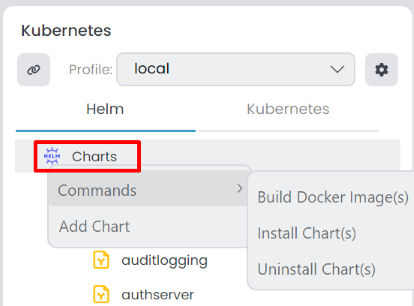 Kubernetes
Profile: local
Helm Kubernetes
HELM Charts
Commands
Build Docker Image(s)
Add Chart
Install Chart(s)
auditlogging
Uninstall Chart(s)
authserver